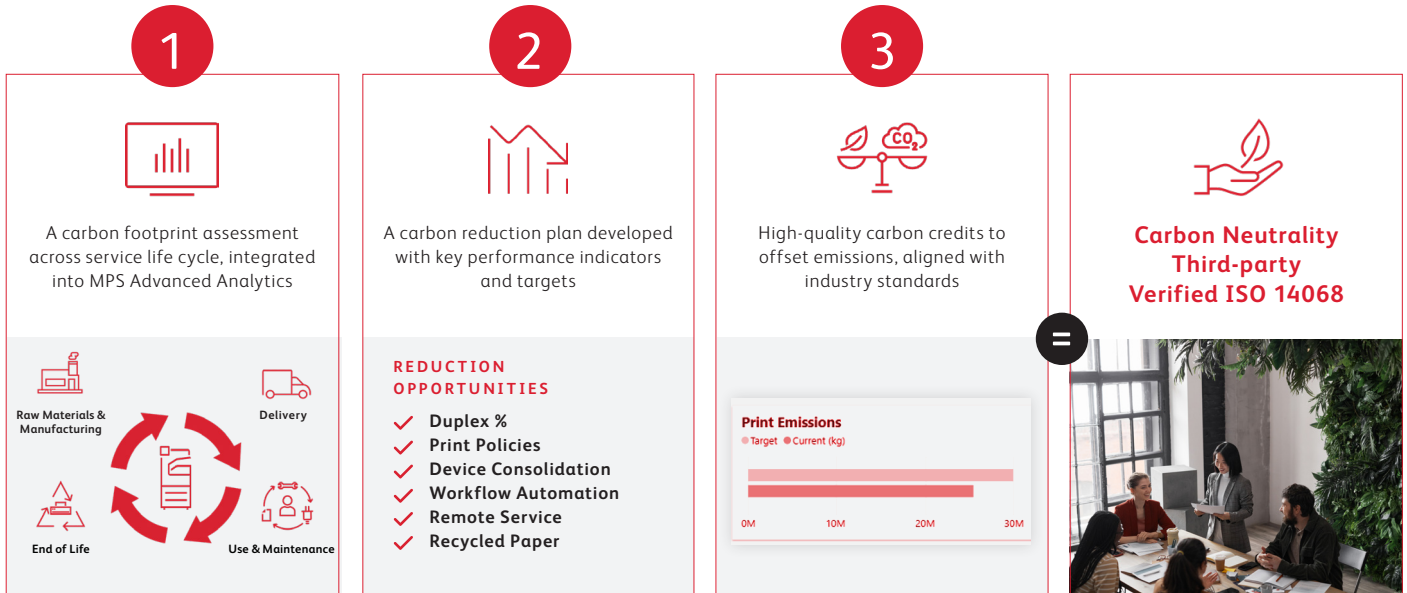 1
A carbon footprint assessment
across service life cycle, integrated
into MPS Advanced Analytics
Raw Materials &
Manufacturing
Delivery
End of Life
Use & Maintenance
2
A carbon reduction plan developed
with key performance indicators
and targets
REDUCTION
OPPORTUNITIES
Duplex %
Print Policies
Device Consolidation
Workflow Automation
Remote Service
Recycled Paper
3
CO2
High-quality carbon credits to
offset emissions, aligned with
industry standards
Print Emissions
Target Current (kg)
0M 10M 20M 30M
=
Carbon Neutrality
Third-party
Verified ISO 14068